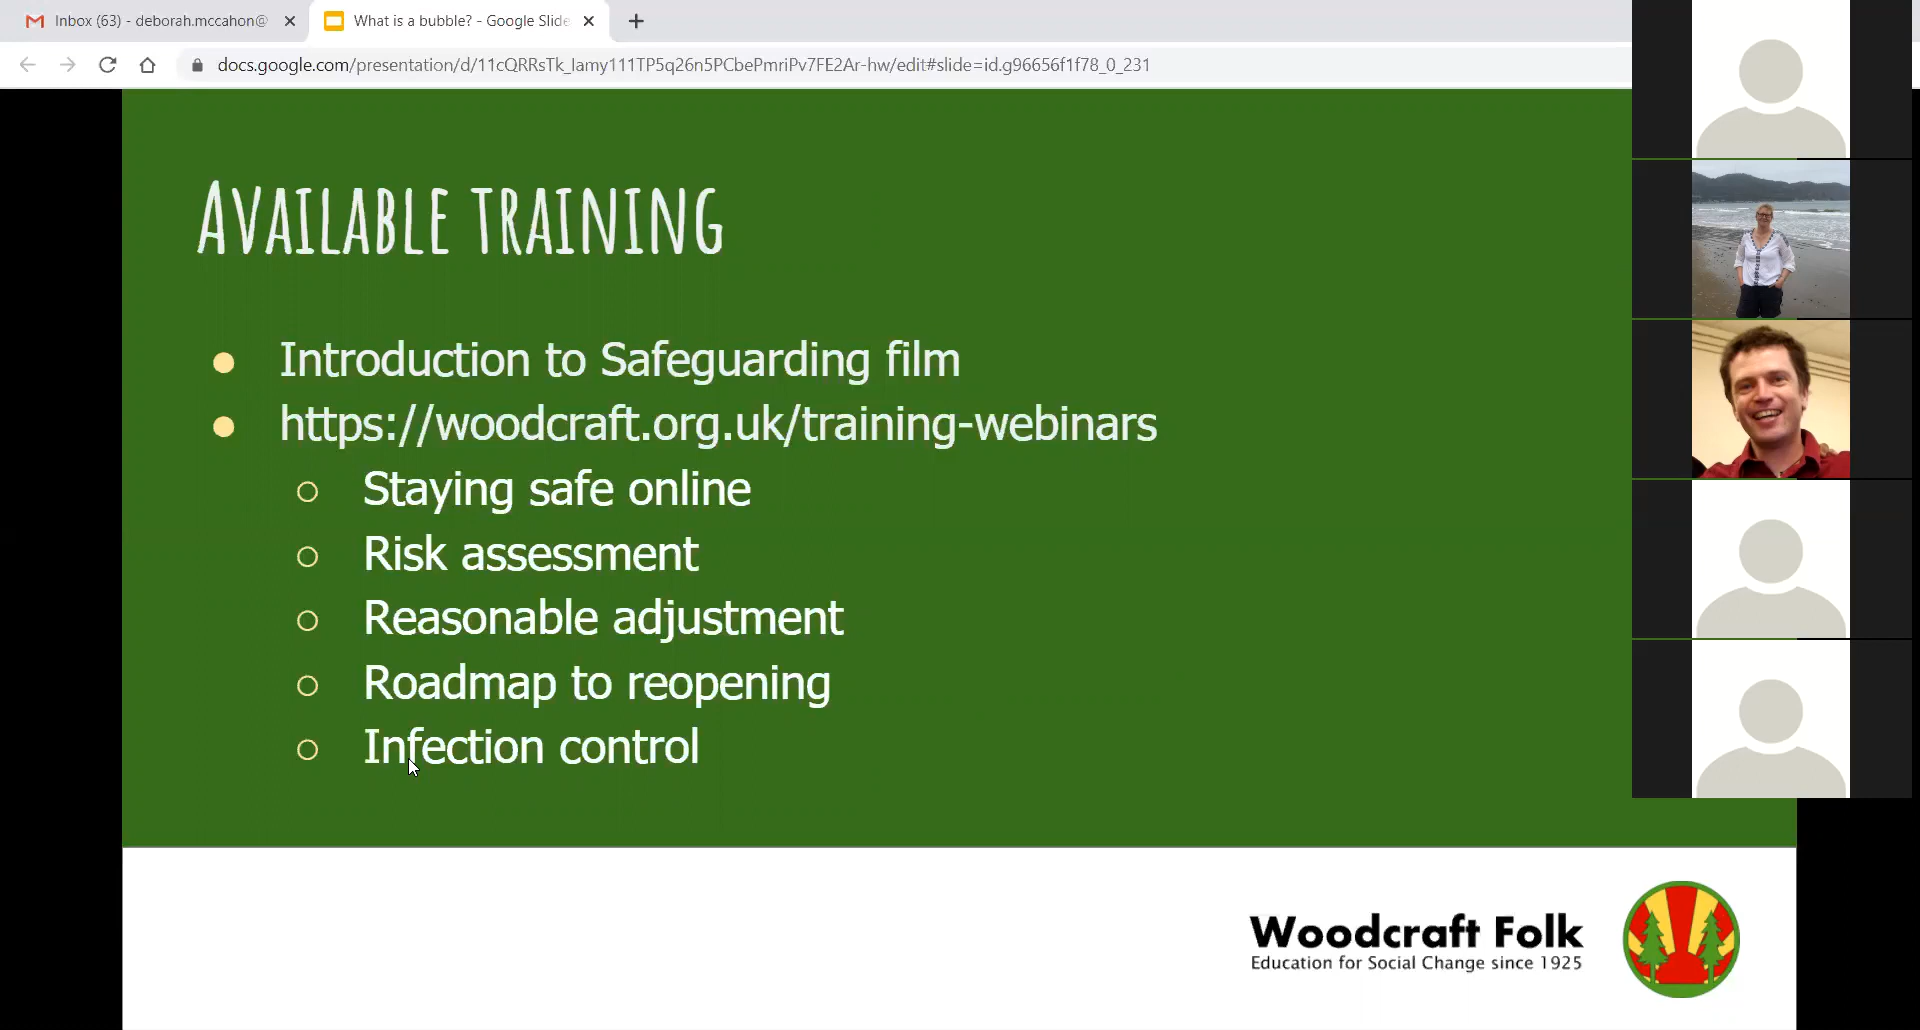 Inbox (63) - deborah.mccahon@
What is a bubble? - Google Slide
docs.google.com/presentation/d/11cQRRsTk_Iamy111TP5q26n5PCbePmriPv7FE2Ar-hw/edit#slide=id.g96656f1f78_0_231
AVAILABLE TRAINING
Introduction to Safeguarding film
https://woodcraft.org.uk/training-webinars
Staying safe online
Risk assessment
Reasonable adjustment
Roadmap to reopening
Infection control
Woodcraft Folk
Education for Social Change since 1925